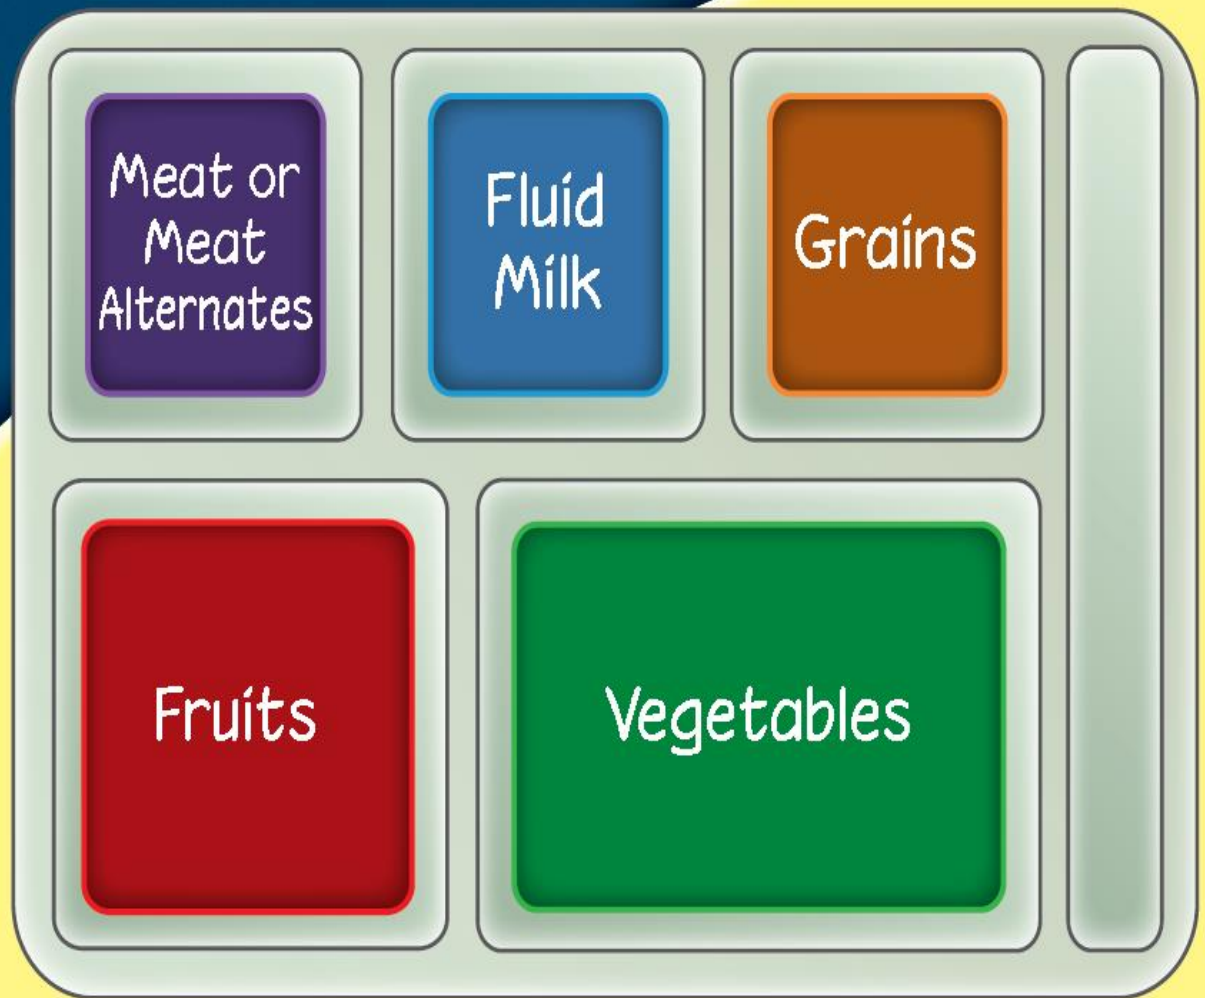 Meat or
Meat
Alternates
Fluid
Milk
Grains
Fruits
Vegetables